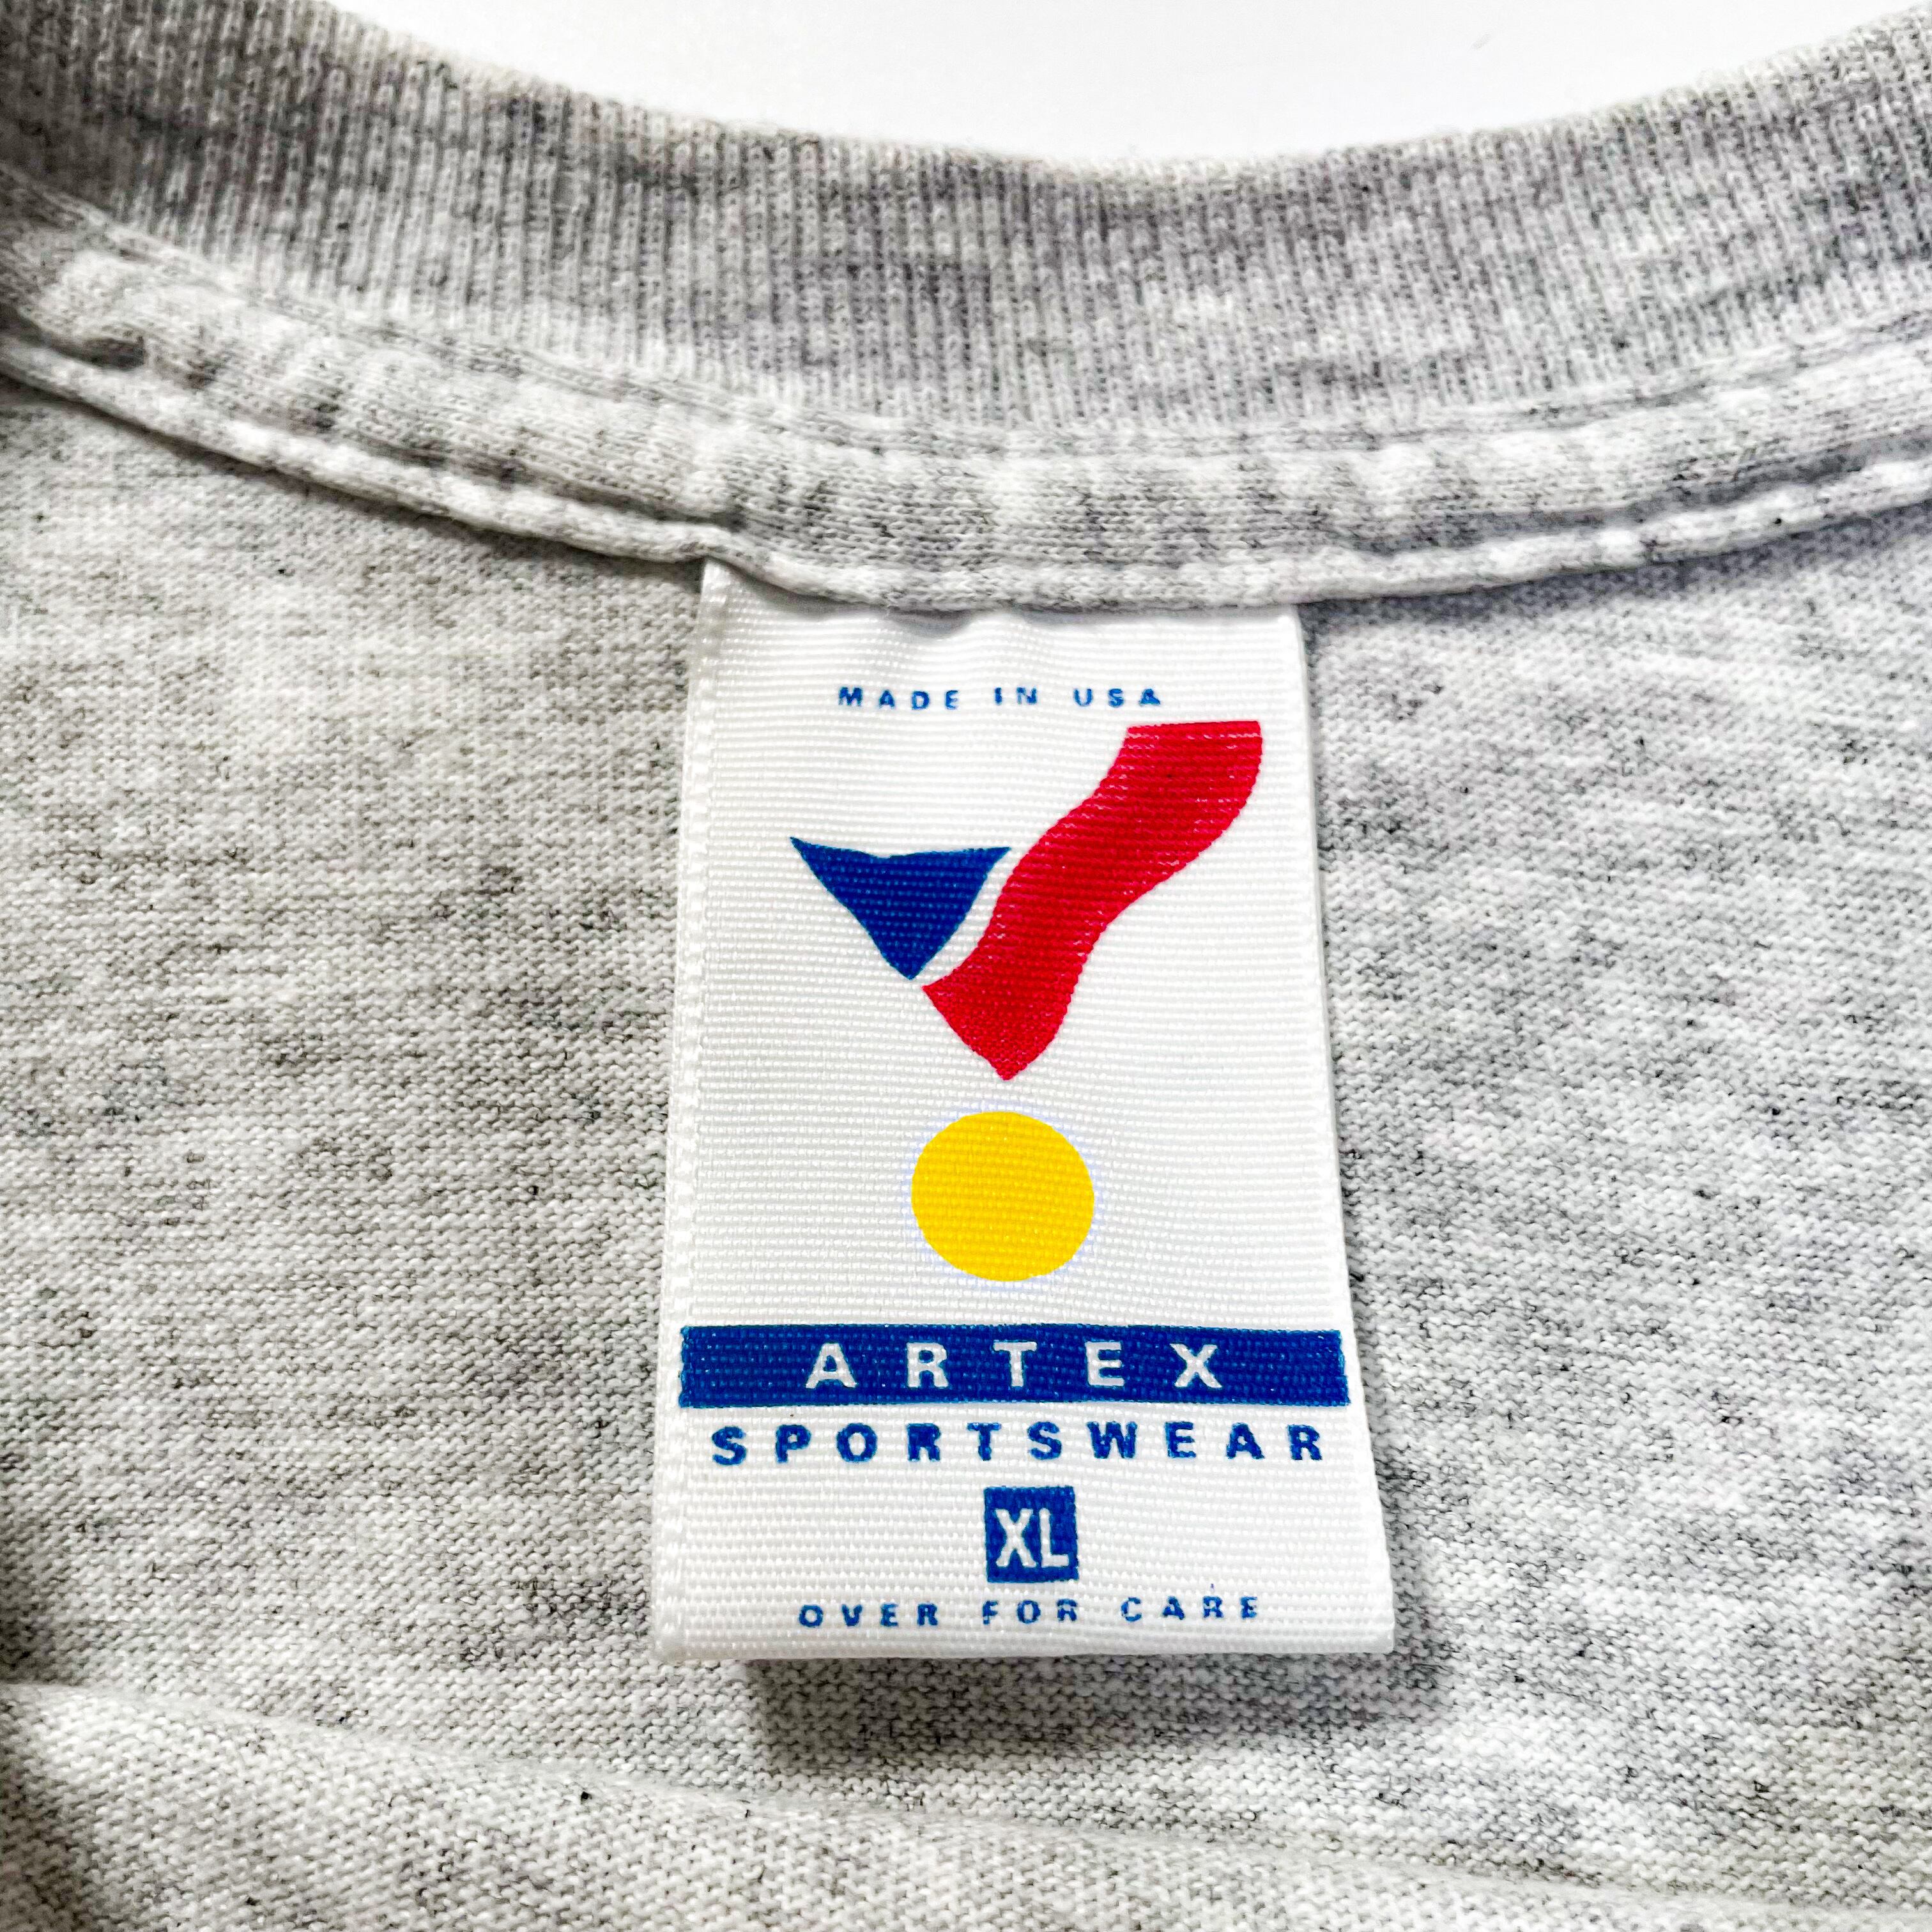 MADE IN USA
ARTEX
SPORTSWEAR
XL
OVER FOR CARE